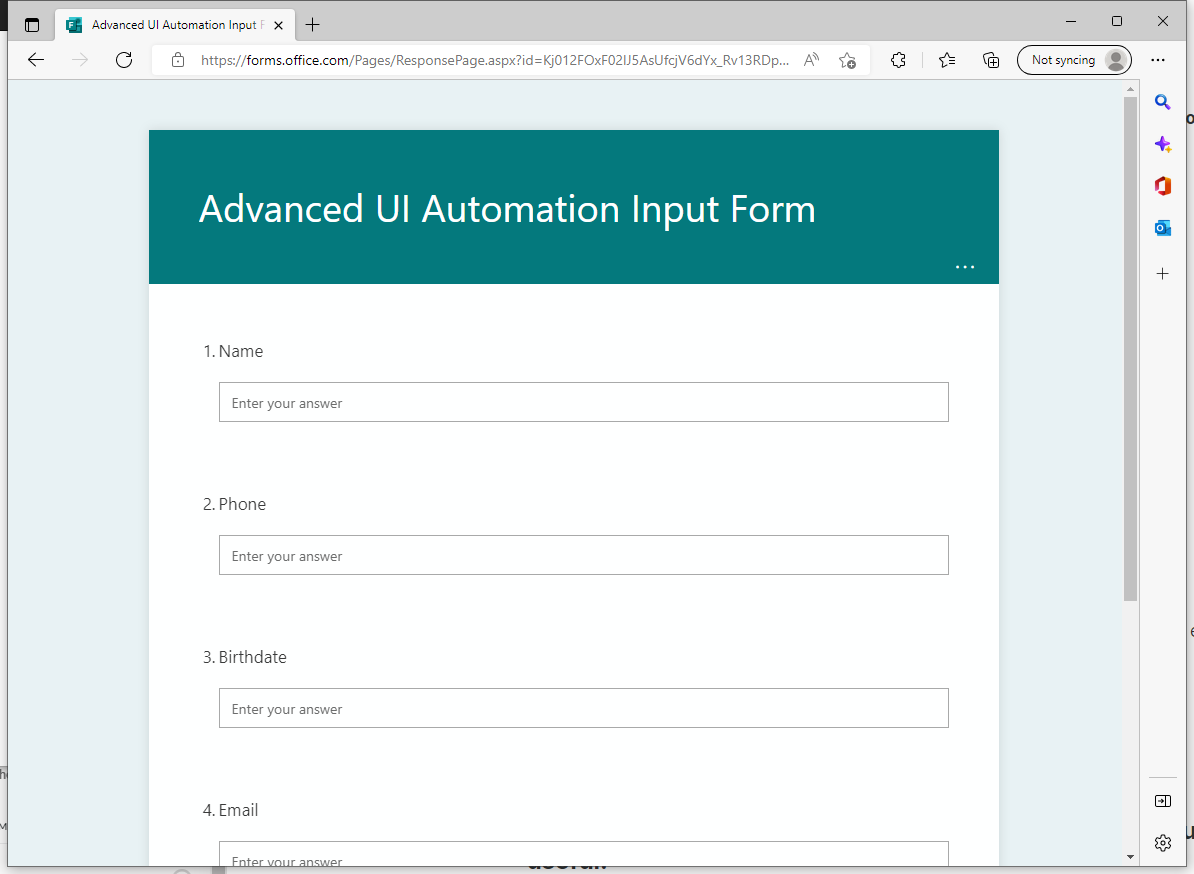 Advanced UI Automation Input F
https://forms.office.com/Pages/ResponsePage.aspx?id=Kj012FOxF02IJ5AsUfcjV6dYx_Rv13RDp...
Not syncing
Advanced UI Automation Input Form
...
1. Name
Enter your answer
2. Phone
Enter your answer
3. Birthdate
Enter your answer
4. Email
Enter your answer